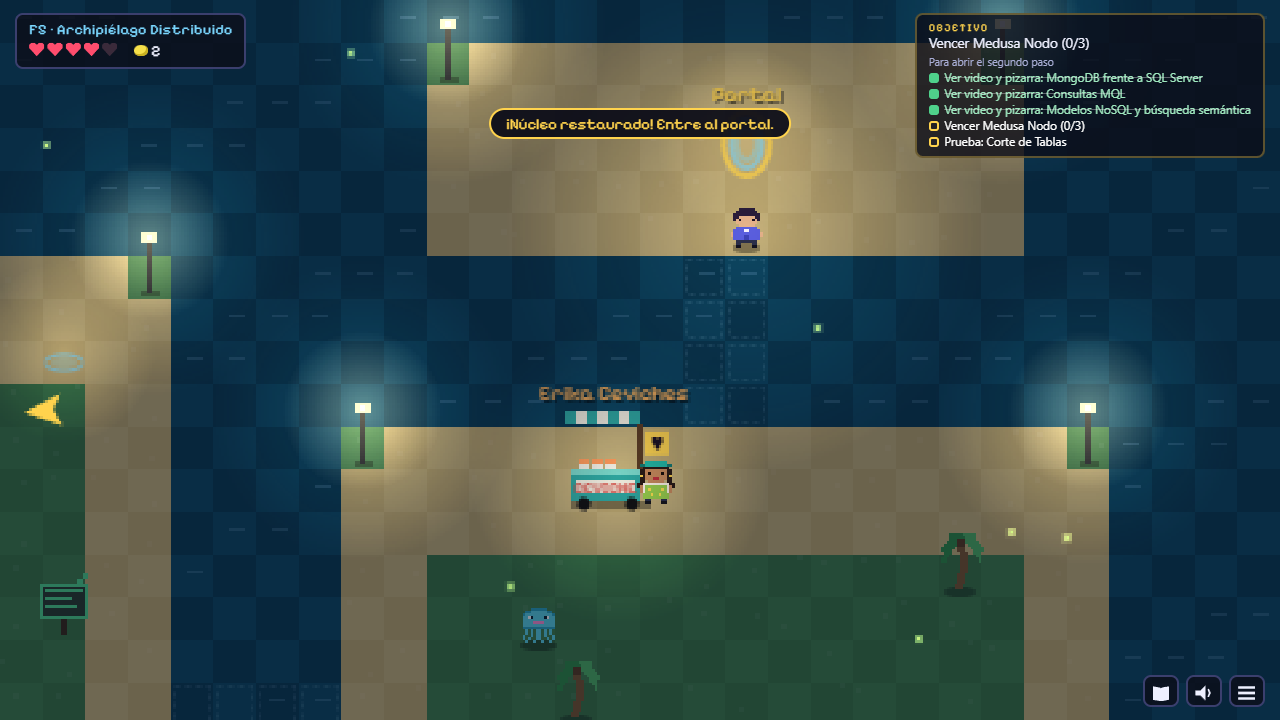 FS · Archipiélago Distribuido
2
OBJETIVO
Vencer Medusa Nodo (0/3)
Para abrir el segundo paso
Ver video y pizarra: MongoDB frente a SQL Server
Ver video y pizarra: Consultas MQL
Ver video y pizarra: Modelos NoSQL y búsqueda semántica
Vencer Medusa Nodo (0/3)
Prueba: Corte de Tablas
Portal
¡Núcleo restaurado! Entre al portal.
Erika Ceviches